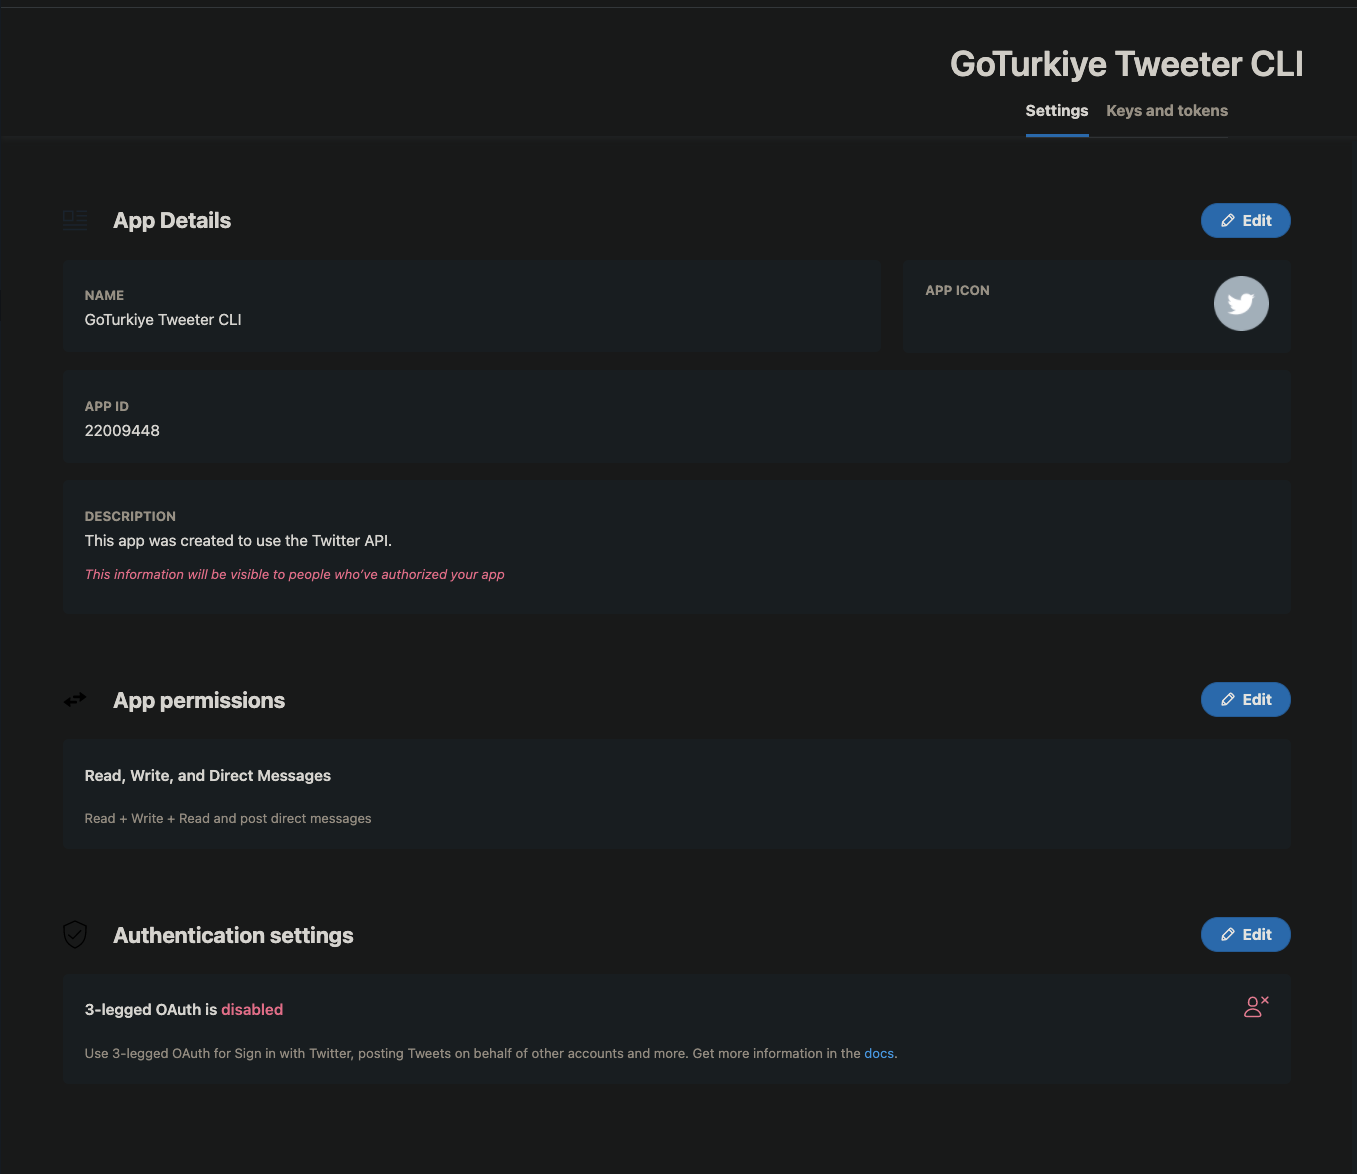 GoTurkiye Tweeter CLI
Settings Keys and tokens
App Details
Edit
NAME
GoTurkiye Tweeter CLI
APP ICON
APP ID
22009448
DESCRIPTION
This app was created to use the Twitter API.
This information will be visible to people who've authorized your app
App permissions
Edit
Read, Write, and Direct Messages
Read + Write + Read and post direct messages
Authentication settings
Edit
3-legged OAuth is disabled
Use 3-legged OAuth for Sign in with Twitter, posting Tweets on behalf of other accounts and more. Get more information in the docs.